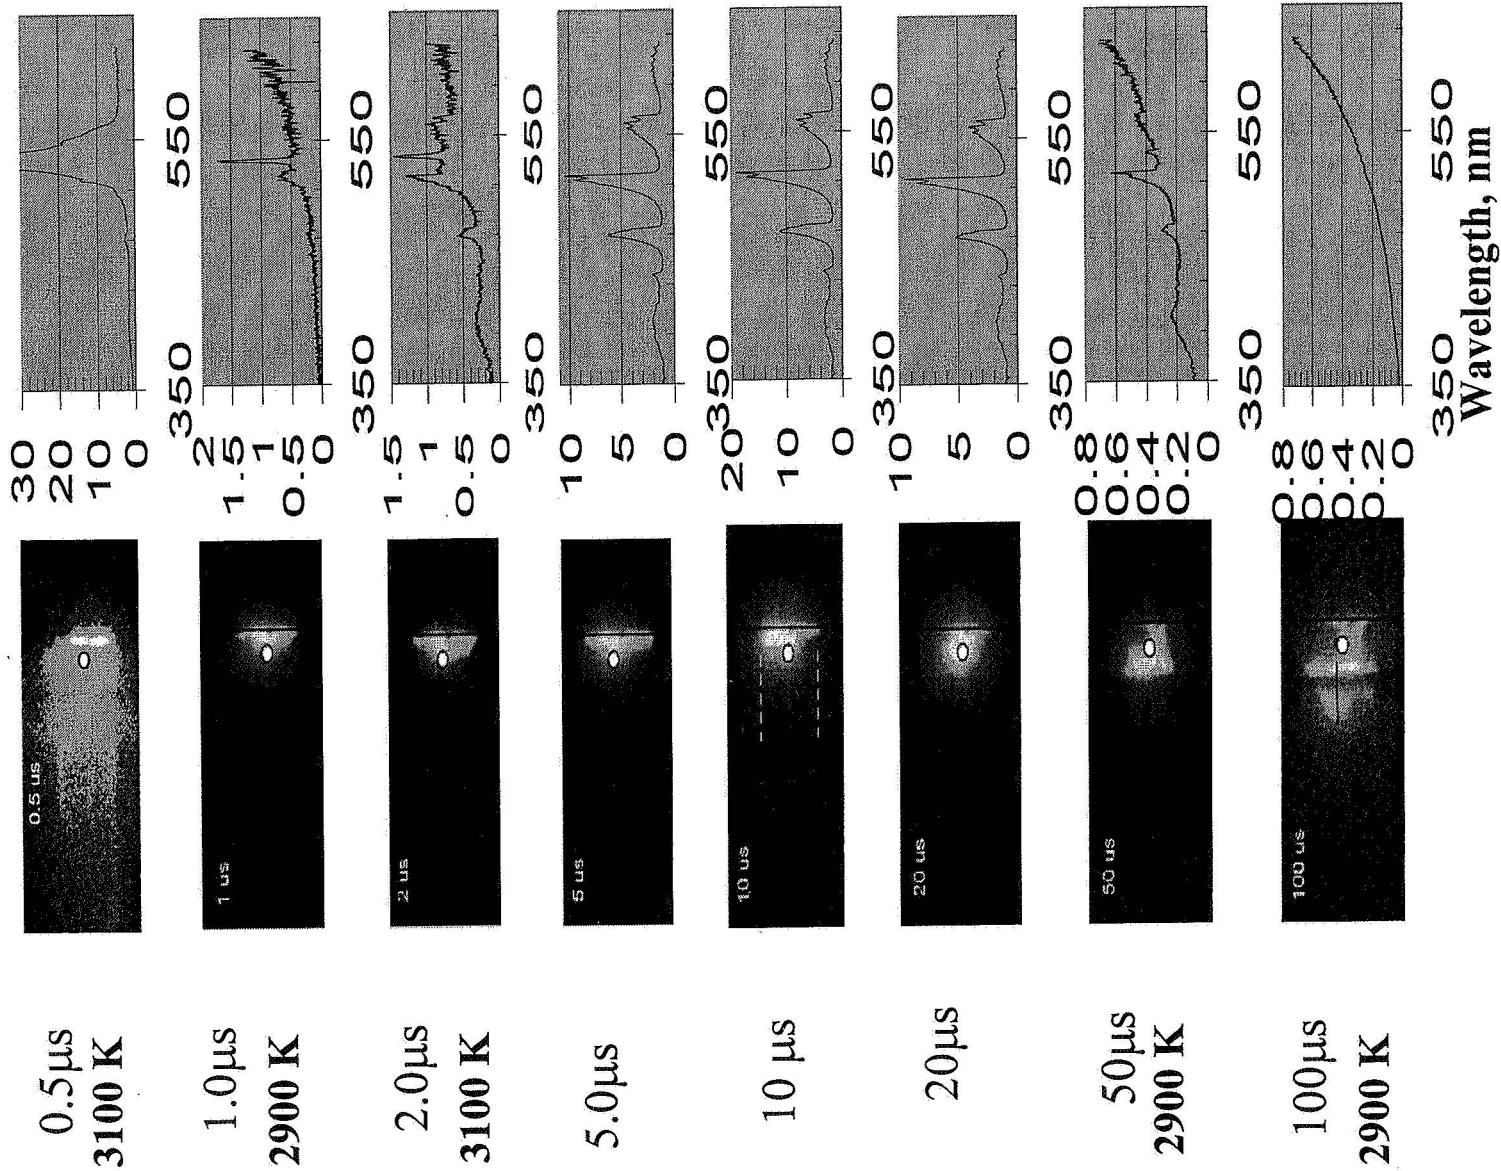 0.5µs
3100 K
0.5 us
30
20
10
0
350 550
1.0µs
2900 K
1 us
2
1.5
1
0.5
0
350 550
2.0µs
3100 K
2 us
1.5
1
0.5
0
350 550
5.0µs
5 us
10
5
0
350 550
10 µs
10 us
20
10
0
350 550
20µs
20 us
10
5
0
350 550
50µs
2900 K
50 us
0.8
0.6
0.4
0.2
0
350 550
100µs
2900 K
100 us
0.8
0.6
0.4
0.2
0
350 550
Wavelength, nm